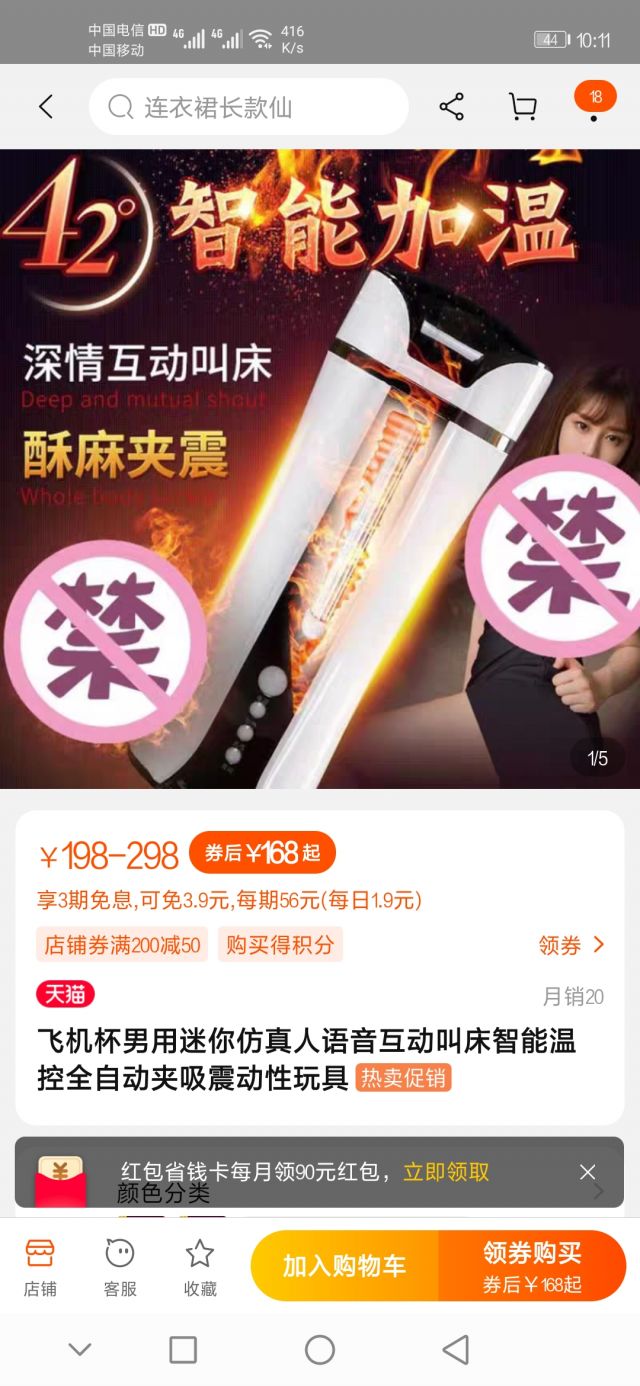 中国电信 HD 4G 4G 416 K/s 44 10:11
中国移动
连衣裙长款仙
18
42°智能加温
深情互动叫床
Deep and mutual shout
酥麻夹震
Whole body
禁
禁
1/5
￥198-298 券后￥168起
享3期免息,可免3.9元,每期56元(每日1.9元)
店铺券满200减50 购买得积分 领券
天猫 月销20
飞机杯男用迷你仿真人语音互动叫床智能温
控全自动夹吸震动性玩具 热卖促销
红包省钱卡每月领90元红包，立即领取
颜色分类
店铺 客服 收藏 加入购物车 领券购买
券后￥168起